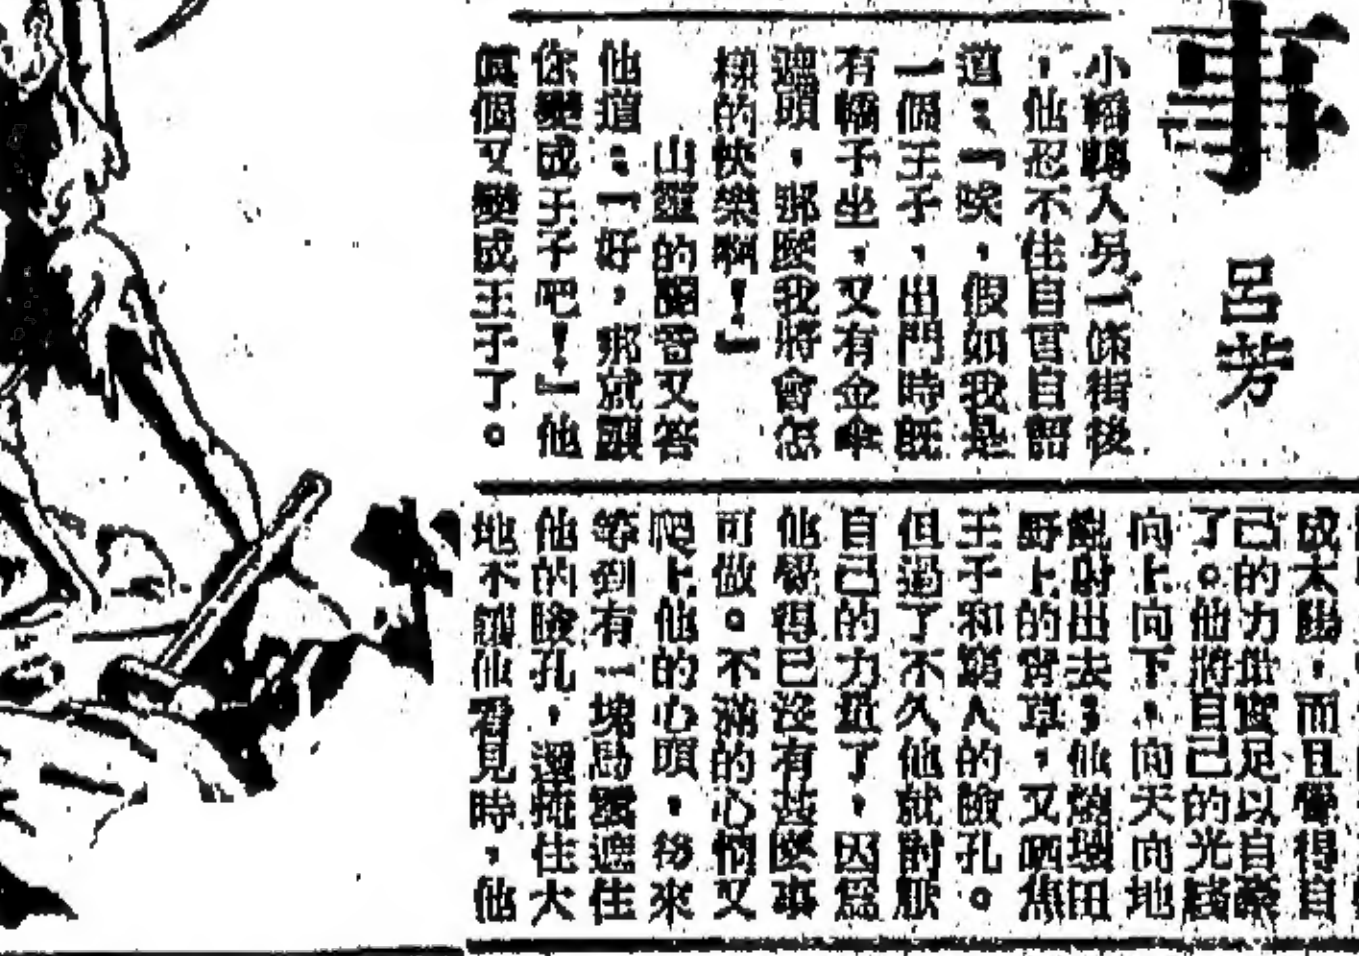 事
呂芳
小轎轉入另一條街後
，他忍不住自言自語
道：『唉，假如我是
一個王子，出門時既
有轎子坐，又有金傘
遮頭，那麼我將會怎
樣的快樂啊！』
山靈的聲音又答
他道：『好，那就讓
你變成王子吧！』他
眞個又變成王子了。
成太陽，而且覺得自
己的力量實足以自豪
了。他將自己的光綫
向上向下，向天向地
亂射出去；他燒壞田
野上的靑草，又晒焦
王子和窮人的臉孔。
但過了不久他就討厭
自己的力量了，因爲
他覺得已沒有甚麼事
可做。不滿的心情又
爬上他的心頭，後來
等到有一塊烏雲遮住
他的臉孔，還掩住大
地不讓他看見時，他